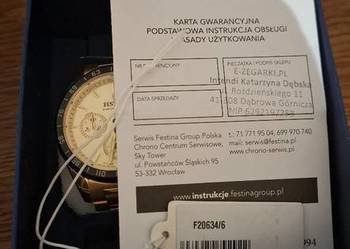 KARTA GWARANCYJNA
PODSTAWOWA INSTRUKCJA OBSŁUGI
ZASADY UŻYTKOWANIA
PIECZĄTKA I PODPIS SKLEPU
E-ZEGARKI.PL
Intendi Katarzyna Dębska
ul. Roździeńskiego 11
41-308 Dąbrowa Górnicza
DATA SPRZEDAŻY
Serwis Festina Group Polska
Chrono Centrum Serwisowe,
Sky Tower
ul. Powstańców Śląskich 95
53-332 Wrocław
t.: 71 771 95 04, 699 970 740
mail: serwis@festina.pl
www.chrono-serwis.pl
www.instrukcje.festinagroup.pl
F20634/6